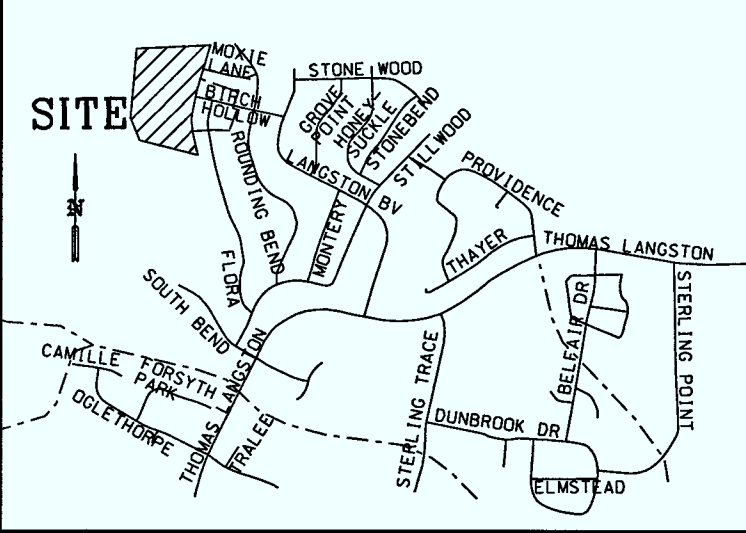 MOXIE
LANE
STONE WOOD
BIRCH
HOLLOW
SITE
GROVE
POINT
HONEY-
SUCKLE
STONEBEND
STILLWOOD
PROVIDENCE
ROUNDING BEND
LANGSTON BV
N
MONTERY
THAYER
THOMAS LANGSTON
FLORA
SOUTH BEND
BELFAIR DR
STERLING POINT
CAMILLE
FORSYTH
PARK
OGLETHORPE
THOMAS LANGSTON
TRALEE
STERLING TRACE
DUNBROOK DR
ELMSTEAD